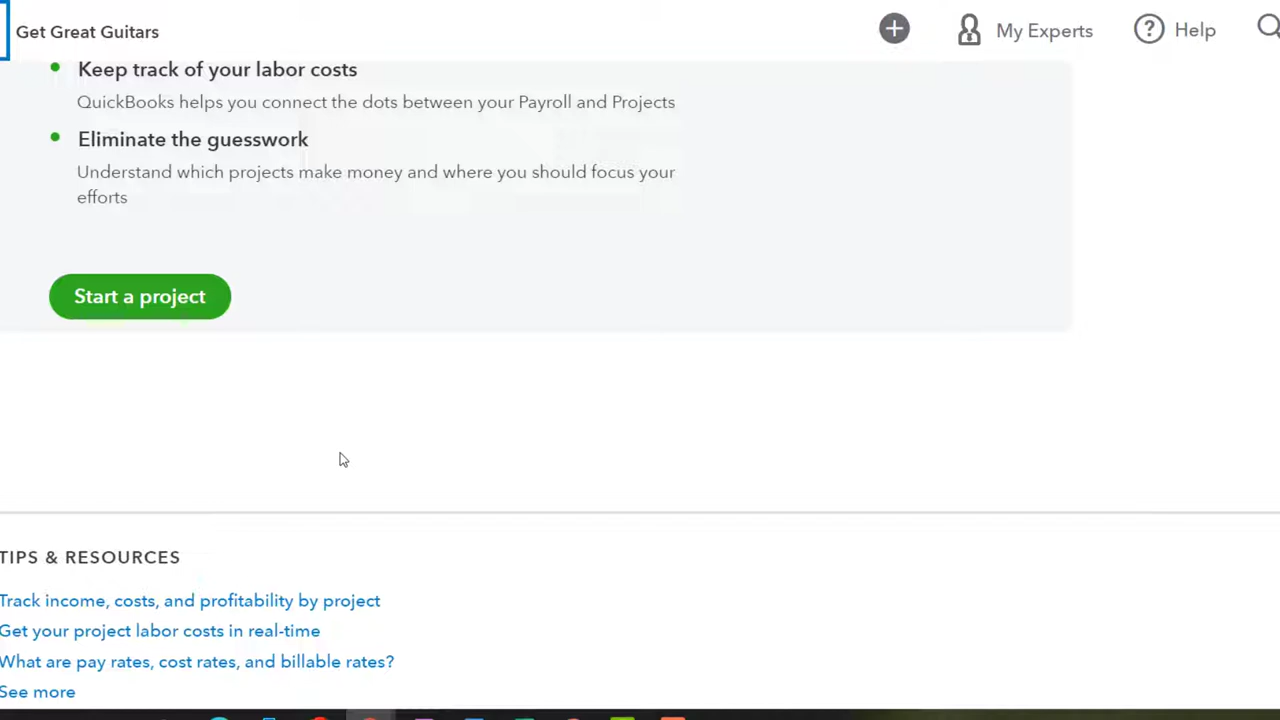 Get Great Guitars
My Experts
Help
Keep track of your labor costs
QuickBooks helps you connect the dots between your Payroll and Projects
Eliminate the guesswork
Understand which projects make money and where you should focus your
efforts
Start a project
TIPS & RESOURCES
Track income, costs, and profitability by project
Get your project labor costs in real-time
What are pay rates, cost rates, and billable rates?
See more